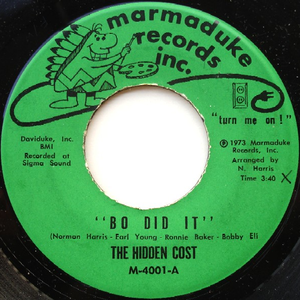 marmaduke
records
inc.
"turn me on!"
Daviduke, Inc.
BMI
Recorded at
Sigma Sound
Ⓟ 1973 Marmaduke
Records, Inc.
Arranged by
N. Harris
Time 3:40 X
"BO DID IT"
(Norman Harris - Earl Young - Ronnie Baker - Bobby Eli
THE HIDDEN COST
M-4001-A